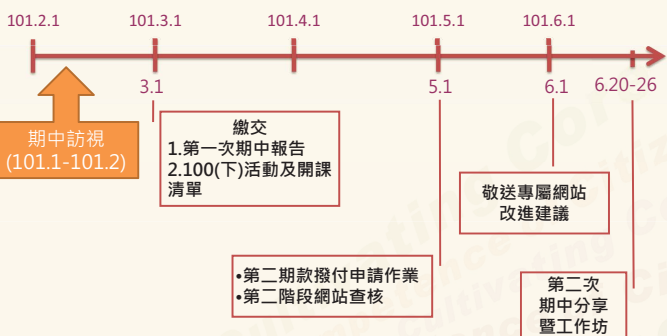 101.2.1
101.3.1
101.4.1
101.5.1
101.6.1
3.1
5.1
6.1
6.20-26
期中訪視
(101.1-101.2)
繳交
1.第一次期中報告
2.100(下)活動及開課
清單
敬送專屬網站
改進建議
•第二期款撥付申請作業
•第二階段網站查核
第二次
期中分享
暨工作坊